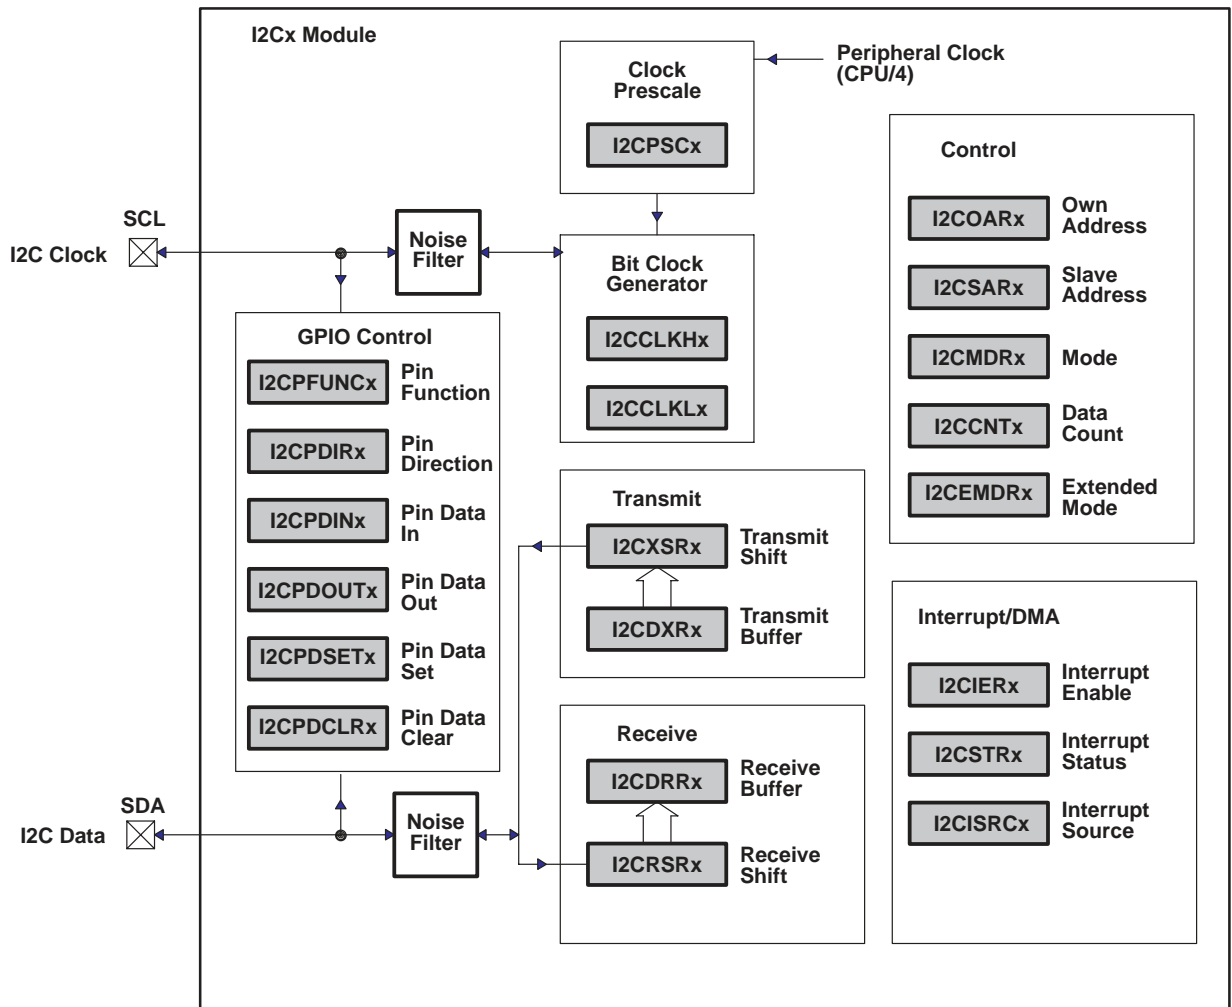 I2Cx Module
Clock
Prescale
I2CPSCx
Peripheral Clock
(CPU/4)
I2C Clock
SCL
Noise
Filter
Bit Clock
Generator
I2CCLKHx
I2CCLKLx
GPIO Control
I2CPFUNCx
Pin
Function
I2CPDIRx
Pin
Direction
I2CPDINx
Pin Data
In
I2CPDOUTx
Pin Data
Out
I2CPDSETx
Pin Data
Set
I2CPDCLRx
Pin Data
Clear
I2C Data
SDA
Noise
Filter
Transmit
I2CXSRx
Transmit
Shift
I2CDXRx
Transmit
Buffer
Receive
I2CDRRx
Receive
Buffer
I2CRSRx
Receive
Shift
Control
I2COARx
Own
Address
I2CSARx
Slave
Address
I2CMDRx
Mode
I2CCNTx
Data
Count
I2CEMDRx
Extended
Mode
Interrupt/DMA
I2CIERx
Interrupt
Enable
I2CSTRx
Interrupt
Status
I2CISRCx
Interrupt
Source